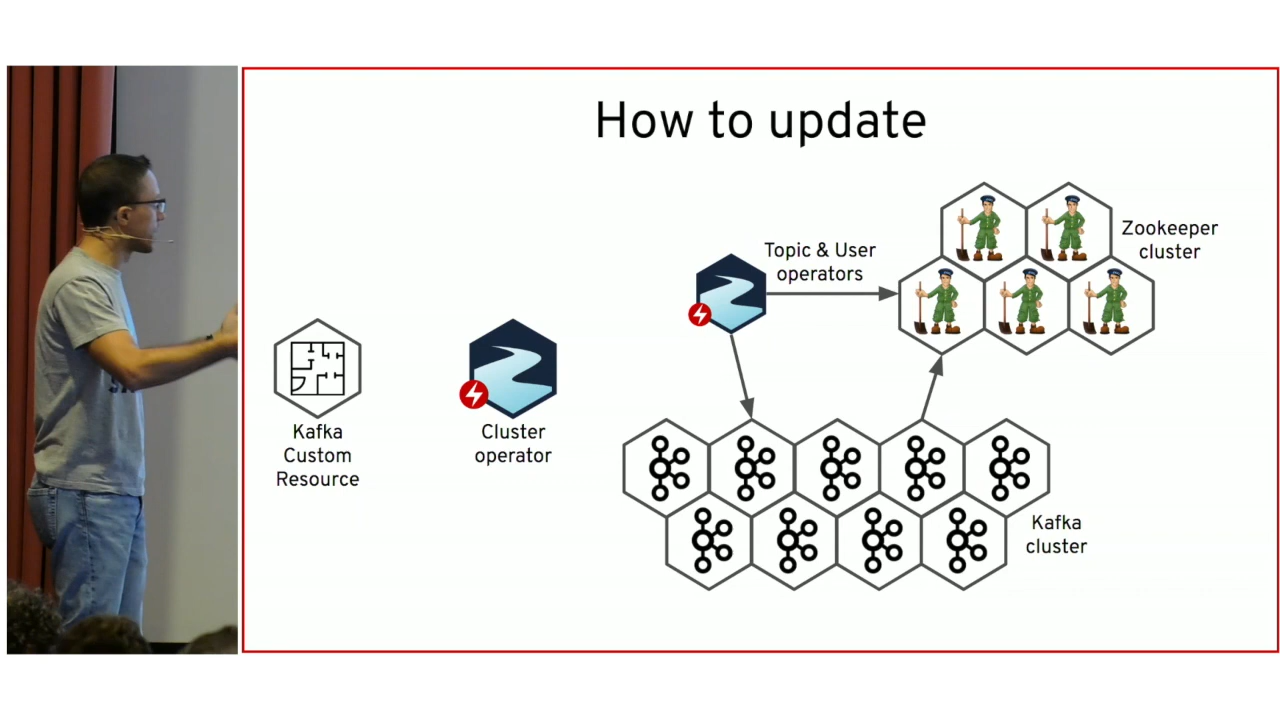 How to update
Topic & User
operators
Zookeeper
cluster
Kafka
Custom
Resource
Cluster
operator
Kafka
cluster